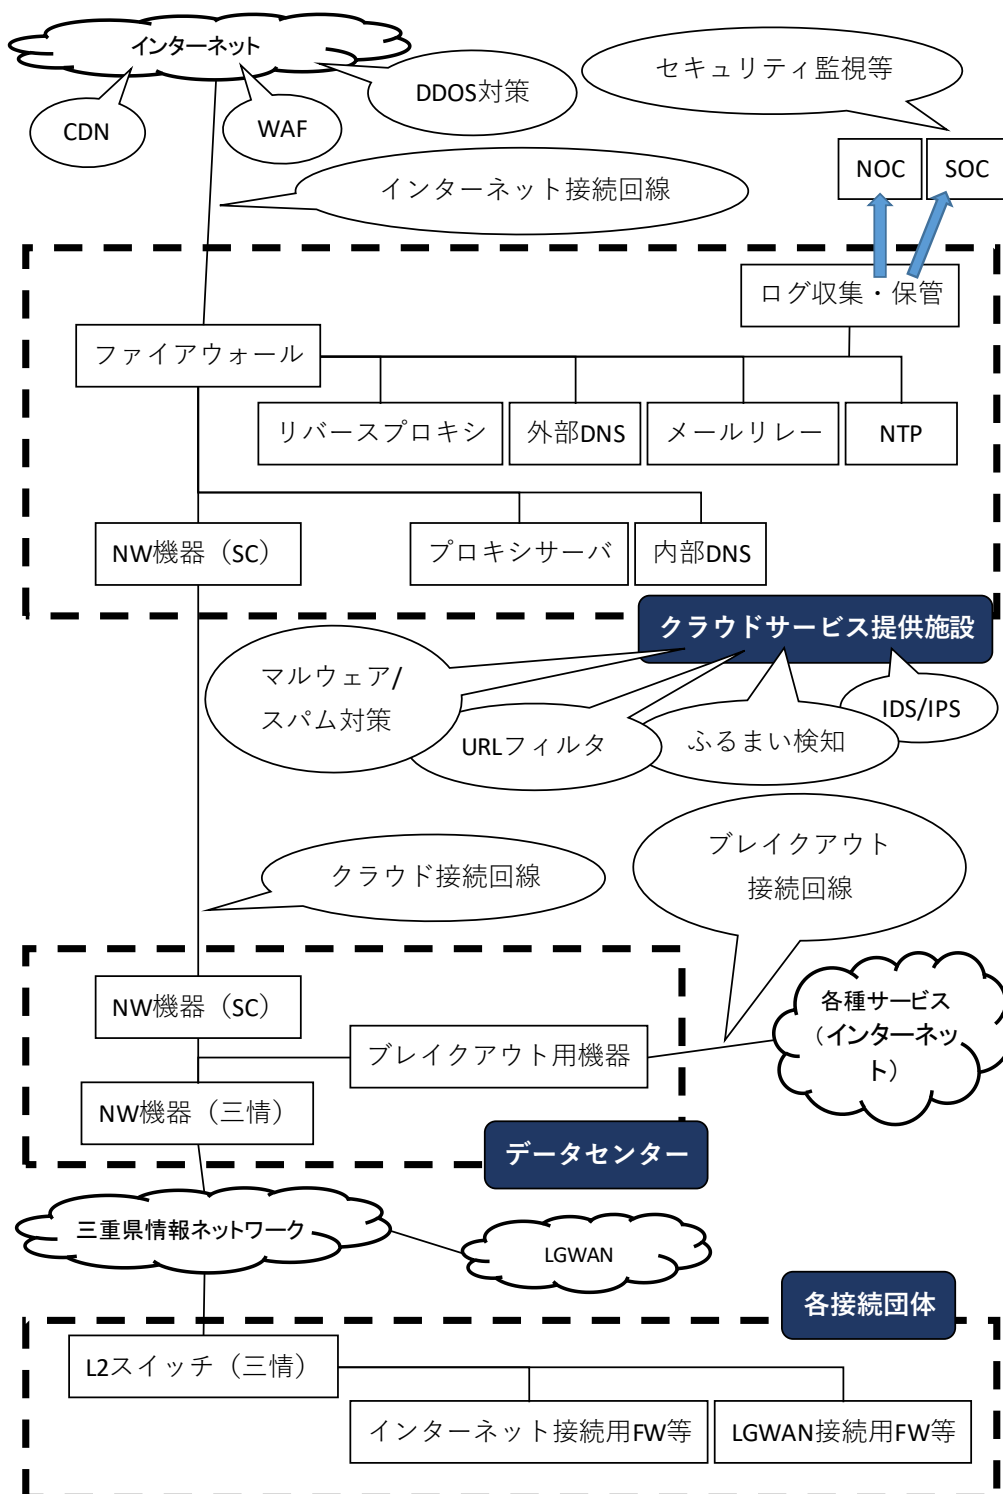 インターネット
セキュリティ監視等
DDOS対策
CDN
WAF
NOC
SOC
インターネット接続回線
ログ収集・保管
ファイアウォール
リバースプロキシ
外部DNS
メールリレー
NTP
NW機器（SC）
プロキシサーバ
内部DNS
クラウドサービス提供施設
マルウェア/
スパム対策
URLフィルタ
ふるまい検知
IDS/IPS
ブレイクアウト
接続回線
クラウド接続回線
NW機器（SC）
各種サービス
（インターネッ
ト）
ブレイクアウト用機器
NW機器（三情）
データセンター
三重県情報ネットワーク
LGWAN
各接続団体
L2スイッチ（三情）
インターネット接続用FW等
LGWAN接続用FW等